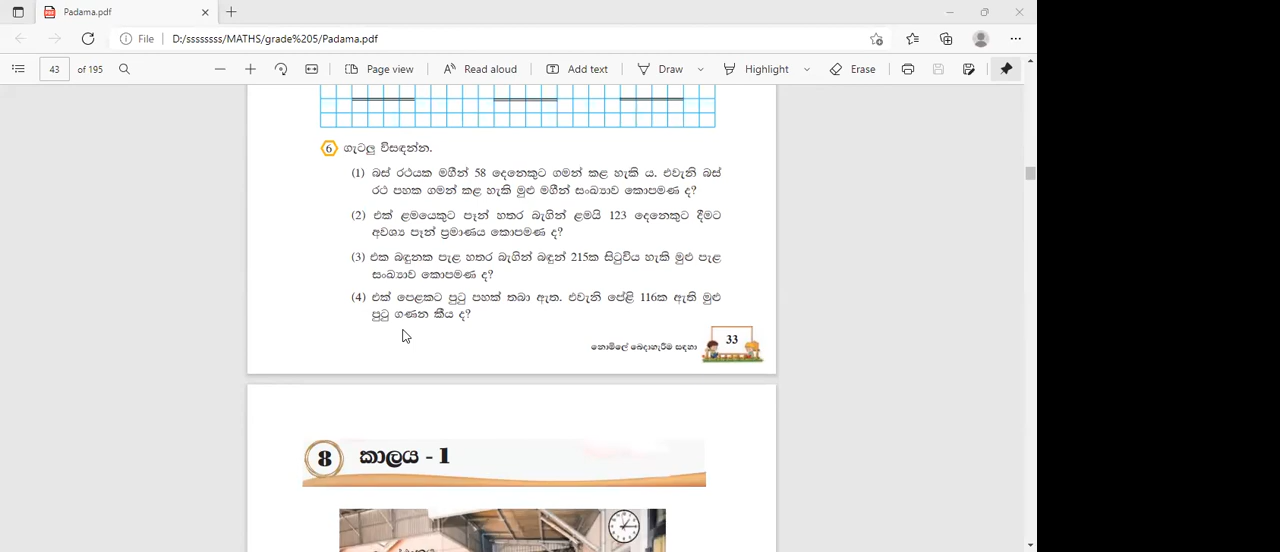 Padama.pdf
File D:/ssssssss/MATHS/grade%205/Padama.pdf
43 of 195 Page view Read aloud Add text Draw Highlight Erase
6 ගැටලු විසඳන්න.
(1) බස් රථයක මගීන් 58 දෙනෙකුට ගමන් කළ හැකි ය. එවැනි බස්
රථ පහක ගමන් කළ හැකි මුළු මගීන් සංඛ්‍යාව කොපමණ ද?
(2) එක් ළමයෙකුට පෑන් හතර බැගින් ළමයි 123 දෙනෙකුට දීමට
අවශ්‍ය පෑන් ප්‍රමාණය කොපමණ ද?
(3) එක බඳුනක පැළ හතර බැගින් බඳුන් 215ක සිටුවිය හැකි මුළු පැළ
සංඛ්‍යාව කොපමණ ද?
(4) එක් පෙළකට පුටු පහක් තබා ඇත. එවැනි පේළි 116ක ඇති මුළු
පුටු ගණන කීය ද?
නොමිලේ බෙදාහැරීම සඳහා 33
8 කාලය - 1